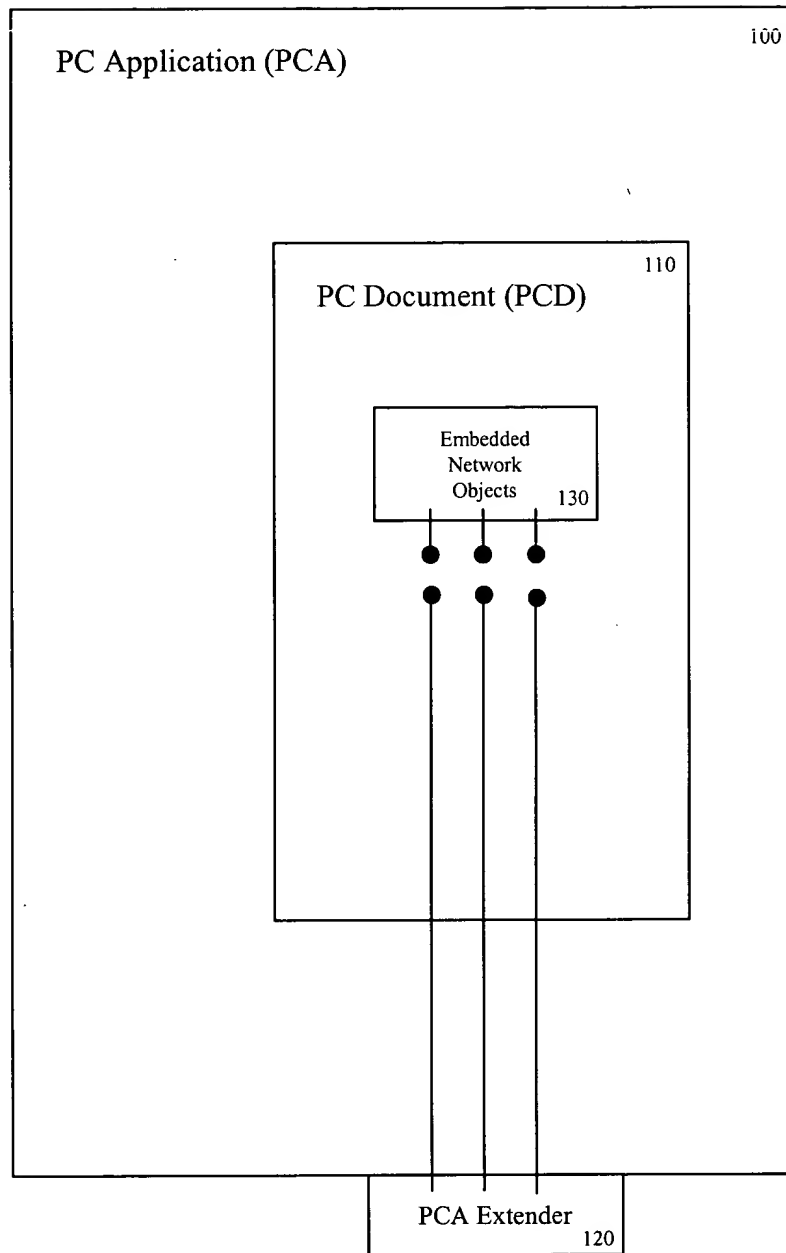 100
PC Application (PCA)
110
PC Document (PCD)
Embedded
Network
Objects
130
PCA Extender
120